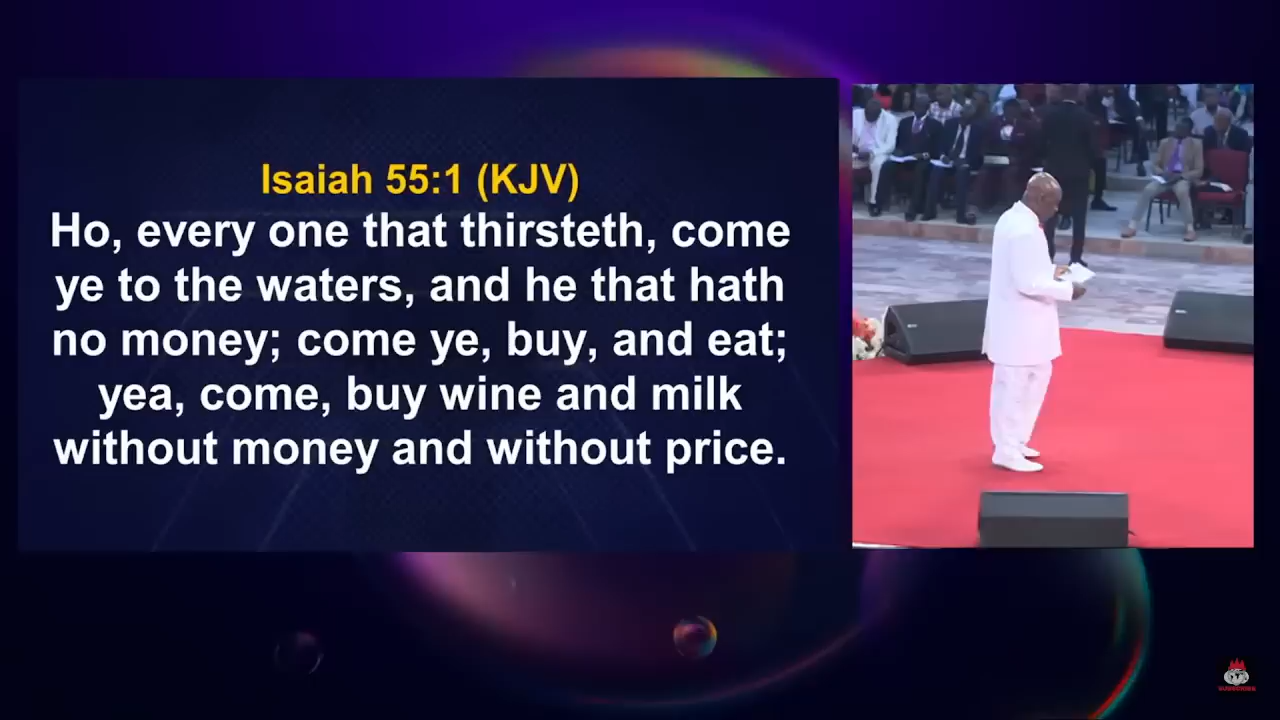 Isaiah 55:1 (KJV)
Ho, every one that thirsteth, come
ye to the waters, and he that hath
no money; come ye, buy, and eat;
yea, come, buy wine and milk
without money and without price.
SUBSCRIBE